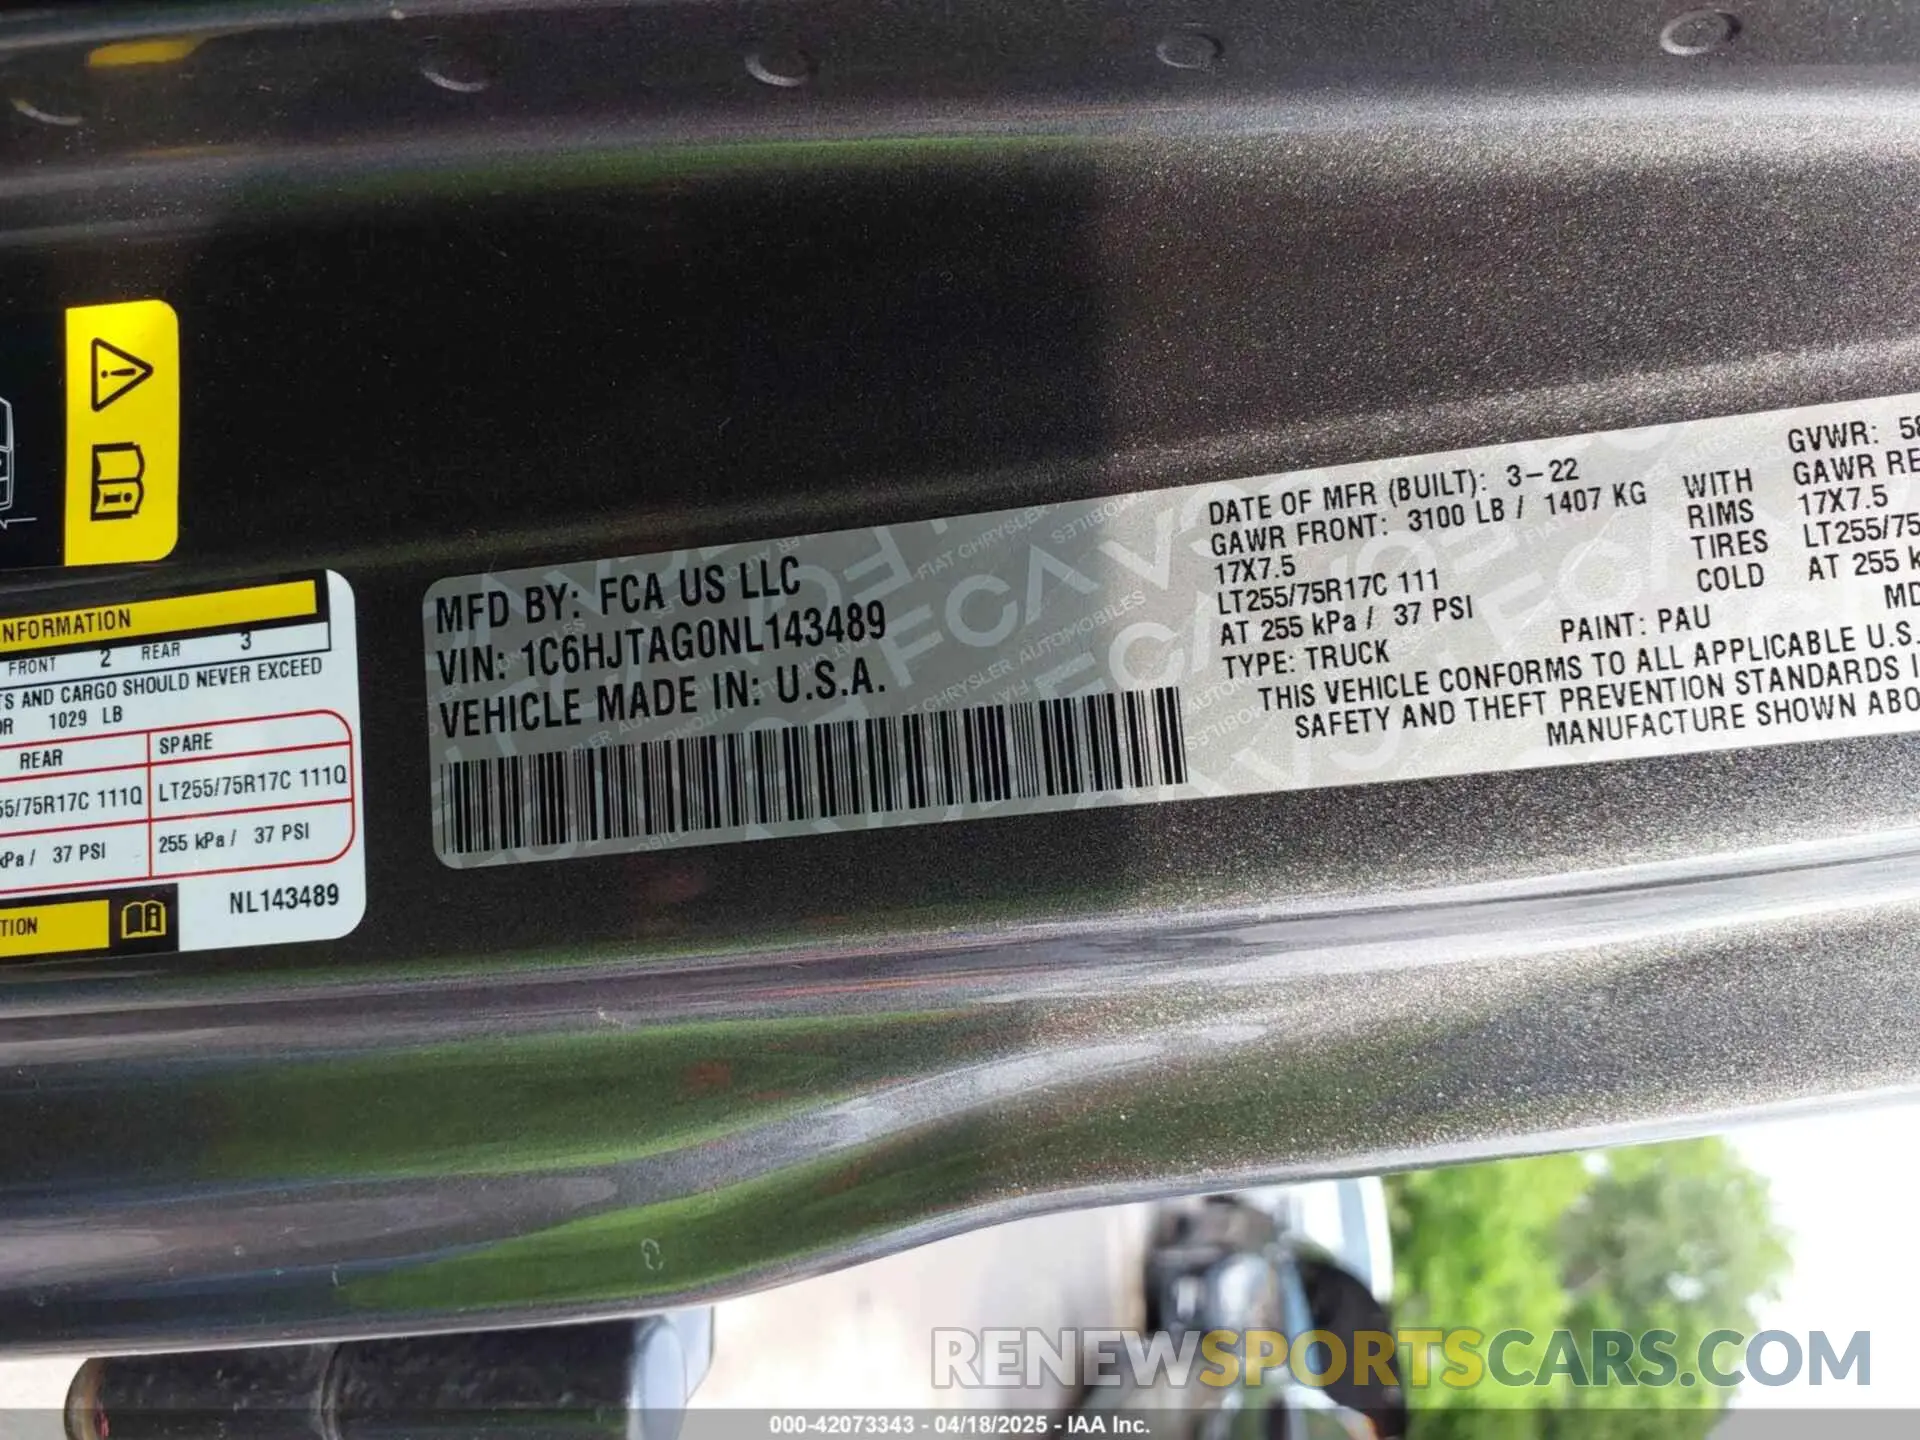 NFORMATION
FRONT 2 REAR 3
TS AND CARGO SHOULD NEVER EXCEED
OR 1029 LB
REAR SPARE
55/75R17C 111Q LT255/75R17C 111Q
kPa / 37 PSI 255 kPa / 37 PSI
NL143489
TION
MFD BY: FCA US LLC
VIN: 1C6HJTAG0NL143489
VEHICLE MADE IN: U.S.A.
DATE OF MFR (BUILT): 3-22 GVWR: 58
GAWR FRONT: 3100 LB / 1407 KG WITH GAWR RE
17X7.5 RIMS 17X7.5
LT255/75R17C 111 TIRES LT255/75
AT 255 kPa / 37 PSI COLD AT 255 k
TYPE: TRUCK PAINT: PAU MD
THIS VEHICLE CONFORMS TO ALL APPLICABLE U.S.
SAFETY AND THEFT PREVENTION STANDARDS I
MANUFACTURE SHOWN ABO
RENEWSPORTSCARS.COM
000-42073343 - 04/18/2025 - IAA Inc.